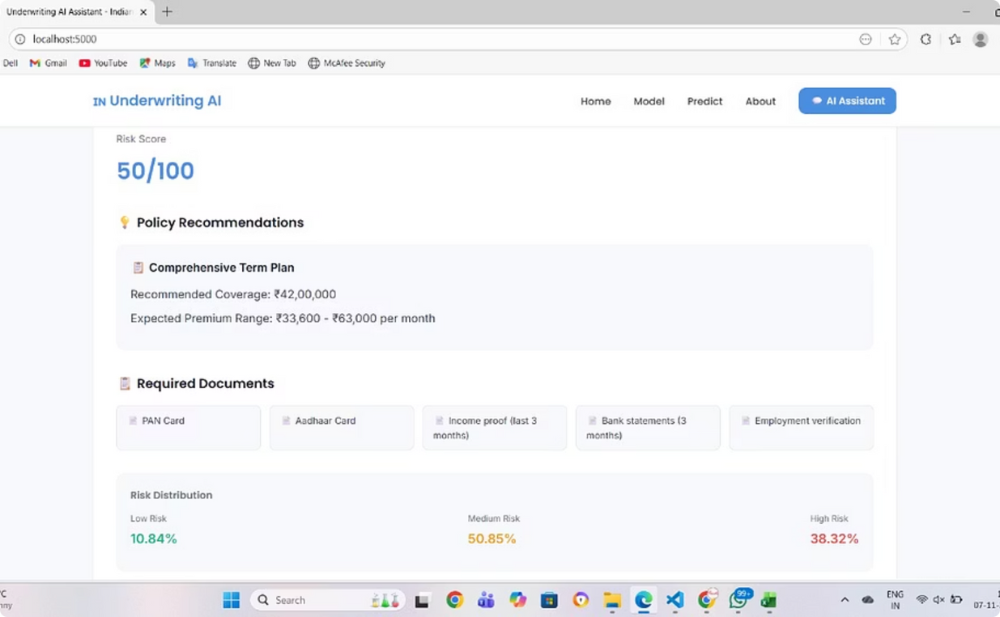 Underwriting AI Assistant - Indian
localhost:5000
Dell Gmail YouTube Maps Translate New Tab McAfee Security
IN Underwriting AI
Home Model Predict About AI Assistant
Risk Score
50/100
Policy Recommendations
Comprehensive Term Plan
Recommended Coverage: ₹42,00,000
Expected Premium Range: ₹33,600 - ₹63,000 per month
Required Documents
PAN Card
Aadhaar Card
Income proof (last 3
months)
Bank statements (3
months)
Employment verification
Risk Distribution
Low Risk
10.84%
Medium Risk
50.85%
High Risk
38.32%
Search
99+
ENG
IN
07-11-